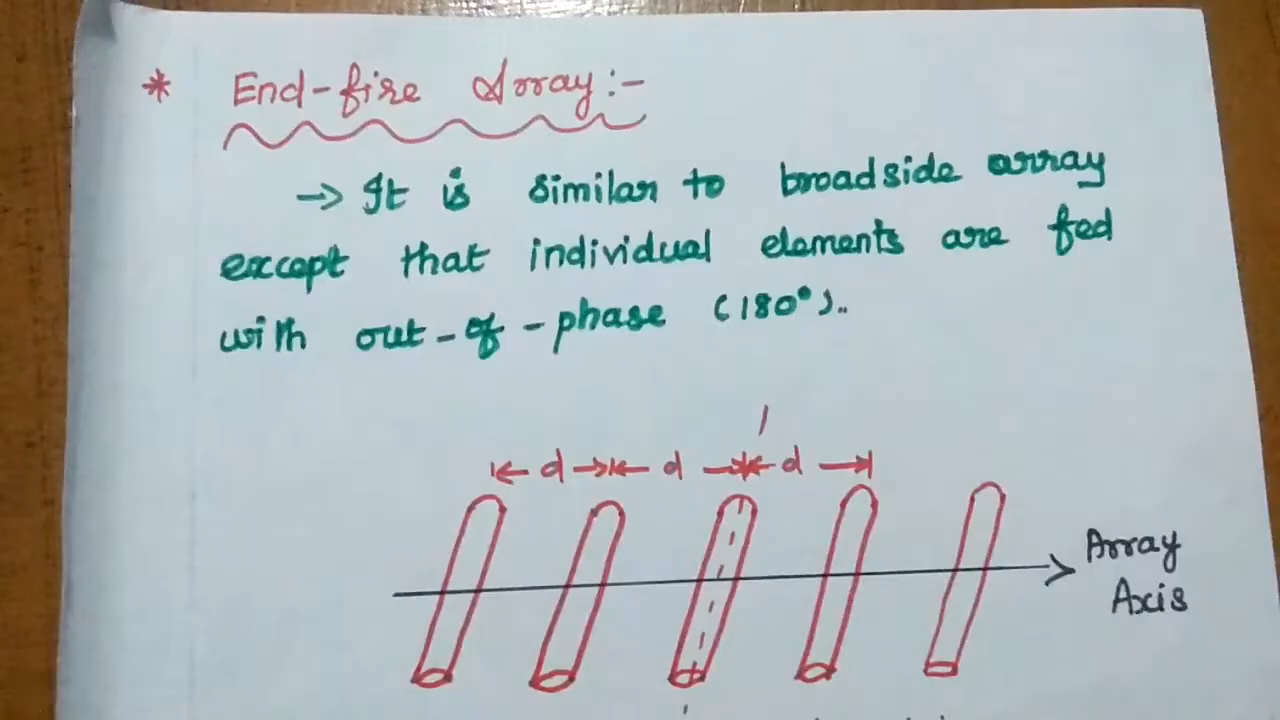 * End-fire Array:-
→ It is similar to broadside array
except that individual elements are fed
with out-of-phase (180°)..
d d d
Array
Axis